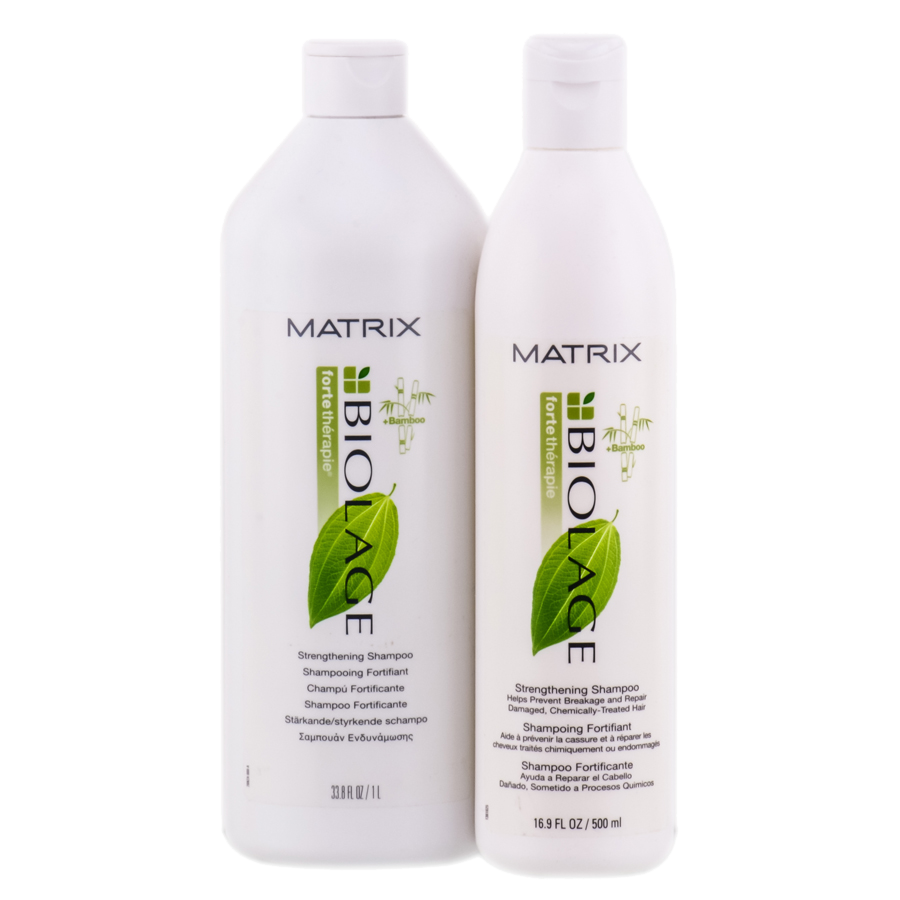 MATRIX
BIOLAGE
fortethérapie®
+Bamboo
Strengthening Shampoo
Shampooing Fortifiant
Champú Fortificante
Shampoo Fortificante
Stärkande/styrkende schampo
Σαμπουάν Ενδυνάμωσης
33.8 FL OZ / 1 L
MATRIX
BIOLAGE
fortethérapie
+Bamboo
Strengthening Shampoo
Helps Prevent Breakage and Repair
Damaged, Chemically-Treated Hair
Shampoing Fortifiant
Aide à prévenir la cassure et à réparer les
cheveux traités chimiquement ou endommagés
Shampoo Fortificante
Ayuda a Reparar el Cabello
Dañado, Sometido a Procesos Quimicos
16.9 FL OZ / 500 ml